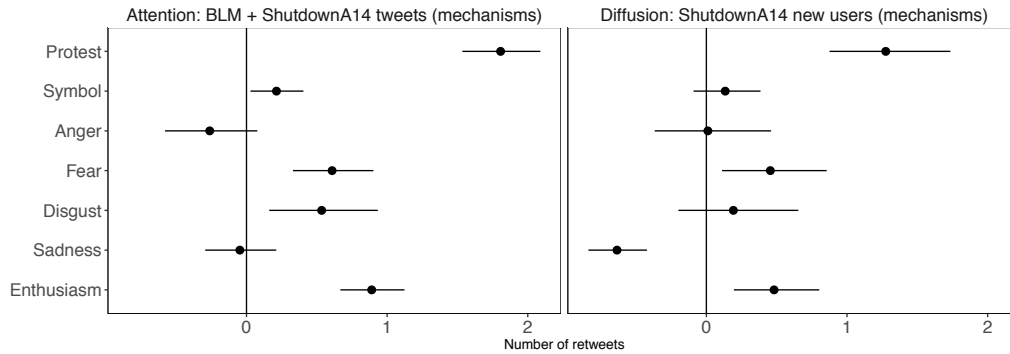 Attention: BLM + ShutdownA14 tweets (mechanisms)
Diffusion: ShutdownA14 new users (mechanisms)
Protest
Symbol
Anger
Fear
Disgust
Sadness
Enthusiasm
0 1 2
0 1 2
Number of retweets